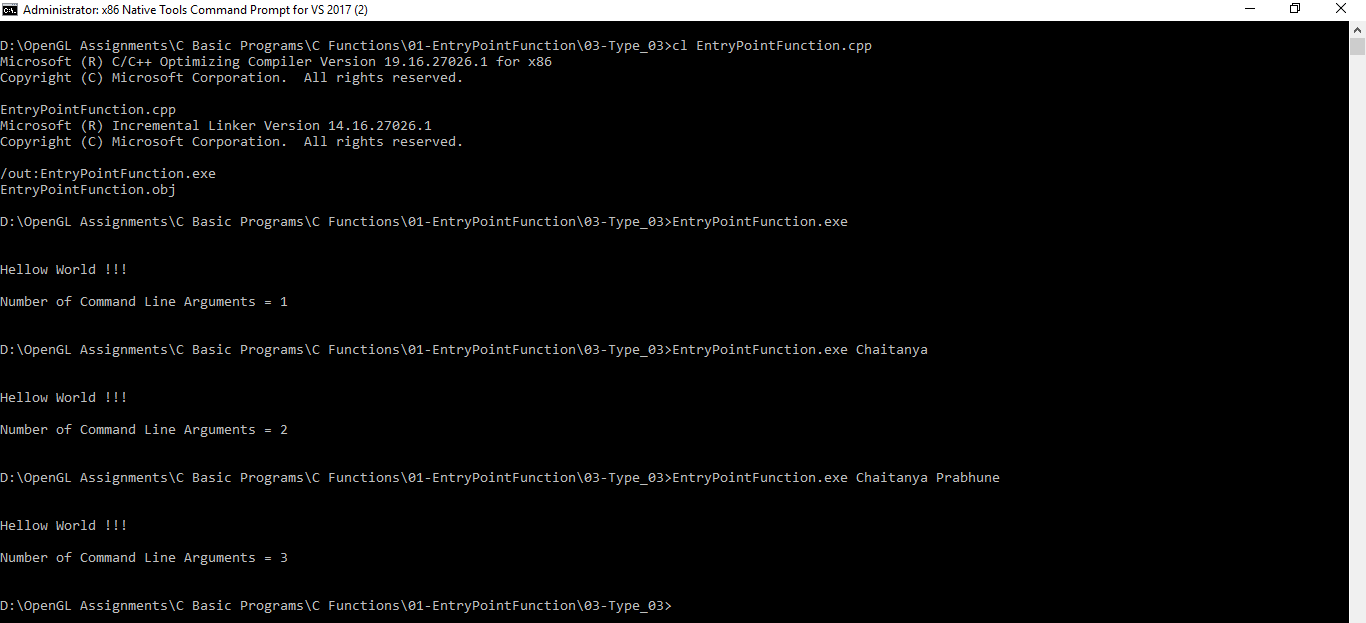 Administrator: x86 Native Tools Command Prompt for VS 2017 (2)
D:\OpenGL Assignments\C Basic Programs\C Functions\01-EntryPointFunction\03-Type_03>cl EntryPointFunction.cpp
Microsoft (R) C/C++ Optimizing Compiler Version 19.16.27026.1 for x86
Copyright (C) Microsoft Corporation.  All rights reserved.
EntryPointFunction.cpp
Microsoft (R) Incremental Linker Version 14.16.27026.1
Copyright (C) Microsoft Corporation.  All rights reserved.
/out:EntryPointFunction.exe
EntryPointFunction.obj
D:\OpenGL Assignments\C Basic Programs\C Functions\01-EntryPointFunction\03-Type_03>EntryPointFunction.exe
Hellow World !!!
Number of Command Line Arguments = 1
D:\OpenGL Assignments\C Basic Programs\C Functions\01-EntryPointFunction\03-Type_03>EntryPointFunction.exe Chaitanya
Hellow World !!!
Number of Command Line Arguments = 2
D:\OpenGL Assignments\C Basic Programs\C Functions\01-EntryPointFunction\03-Type_03>EntryPointFunction.exe Chaitanya Prabhune
Hellow World !!!
Number of Command Line Arguments = 3
D:\OpenGL Assignments\C Basic Programs\C Functions\01-EntryPointFunction\03-Type_03>